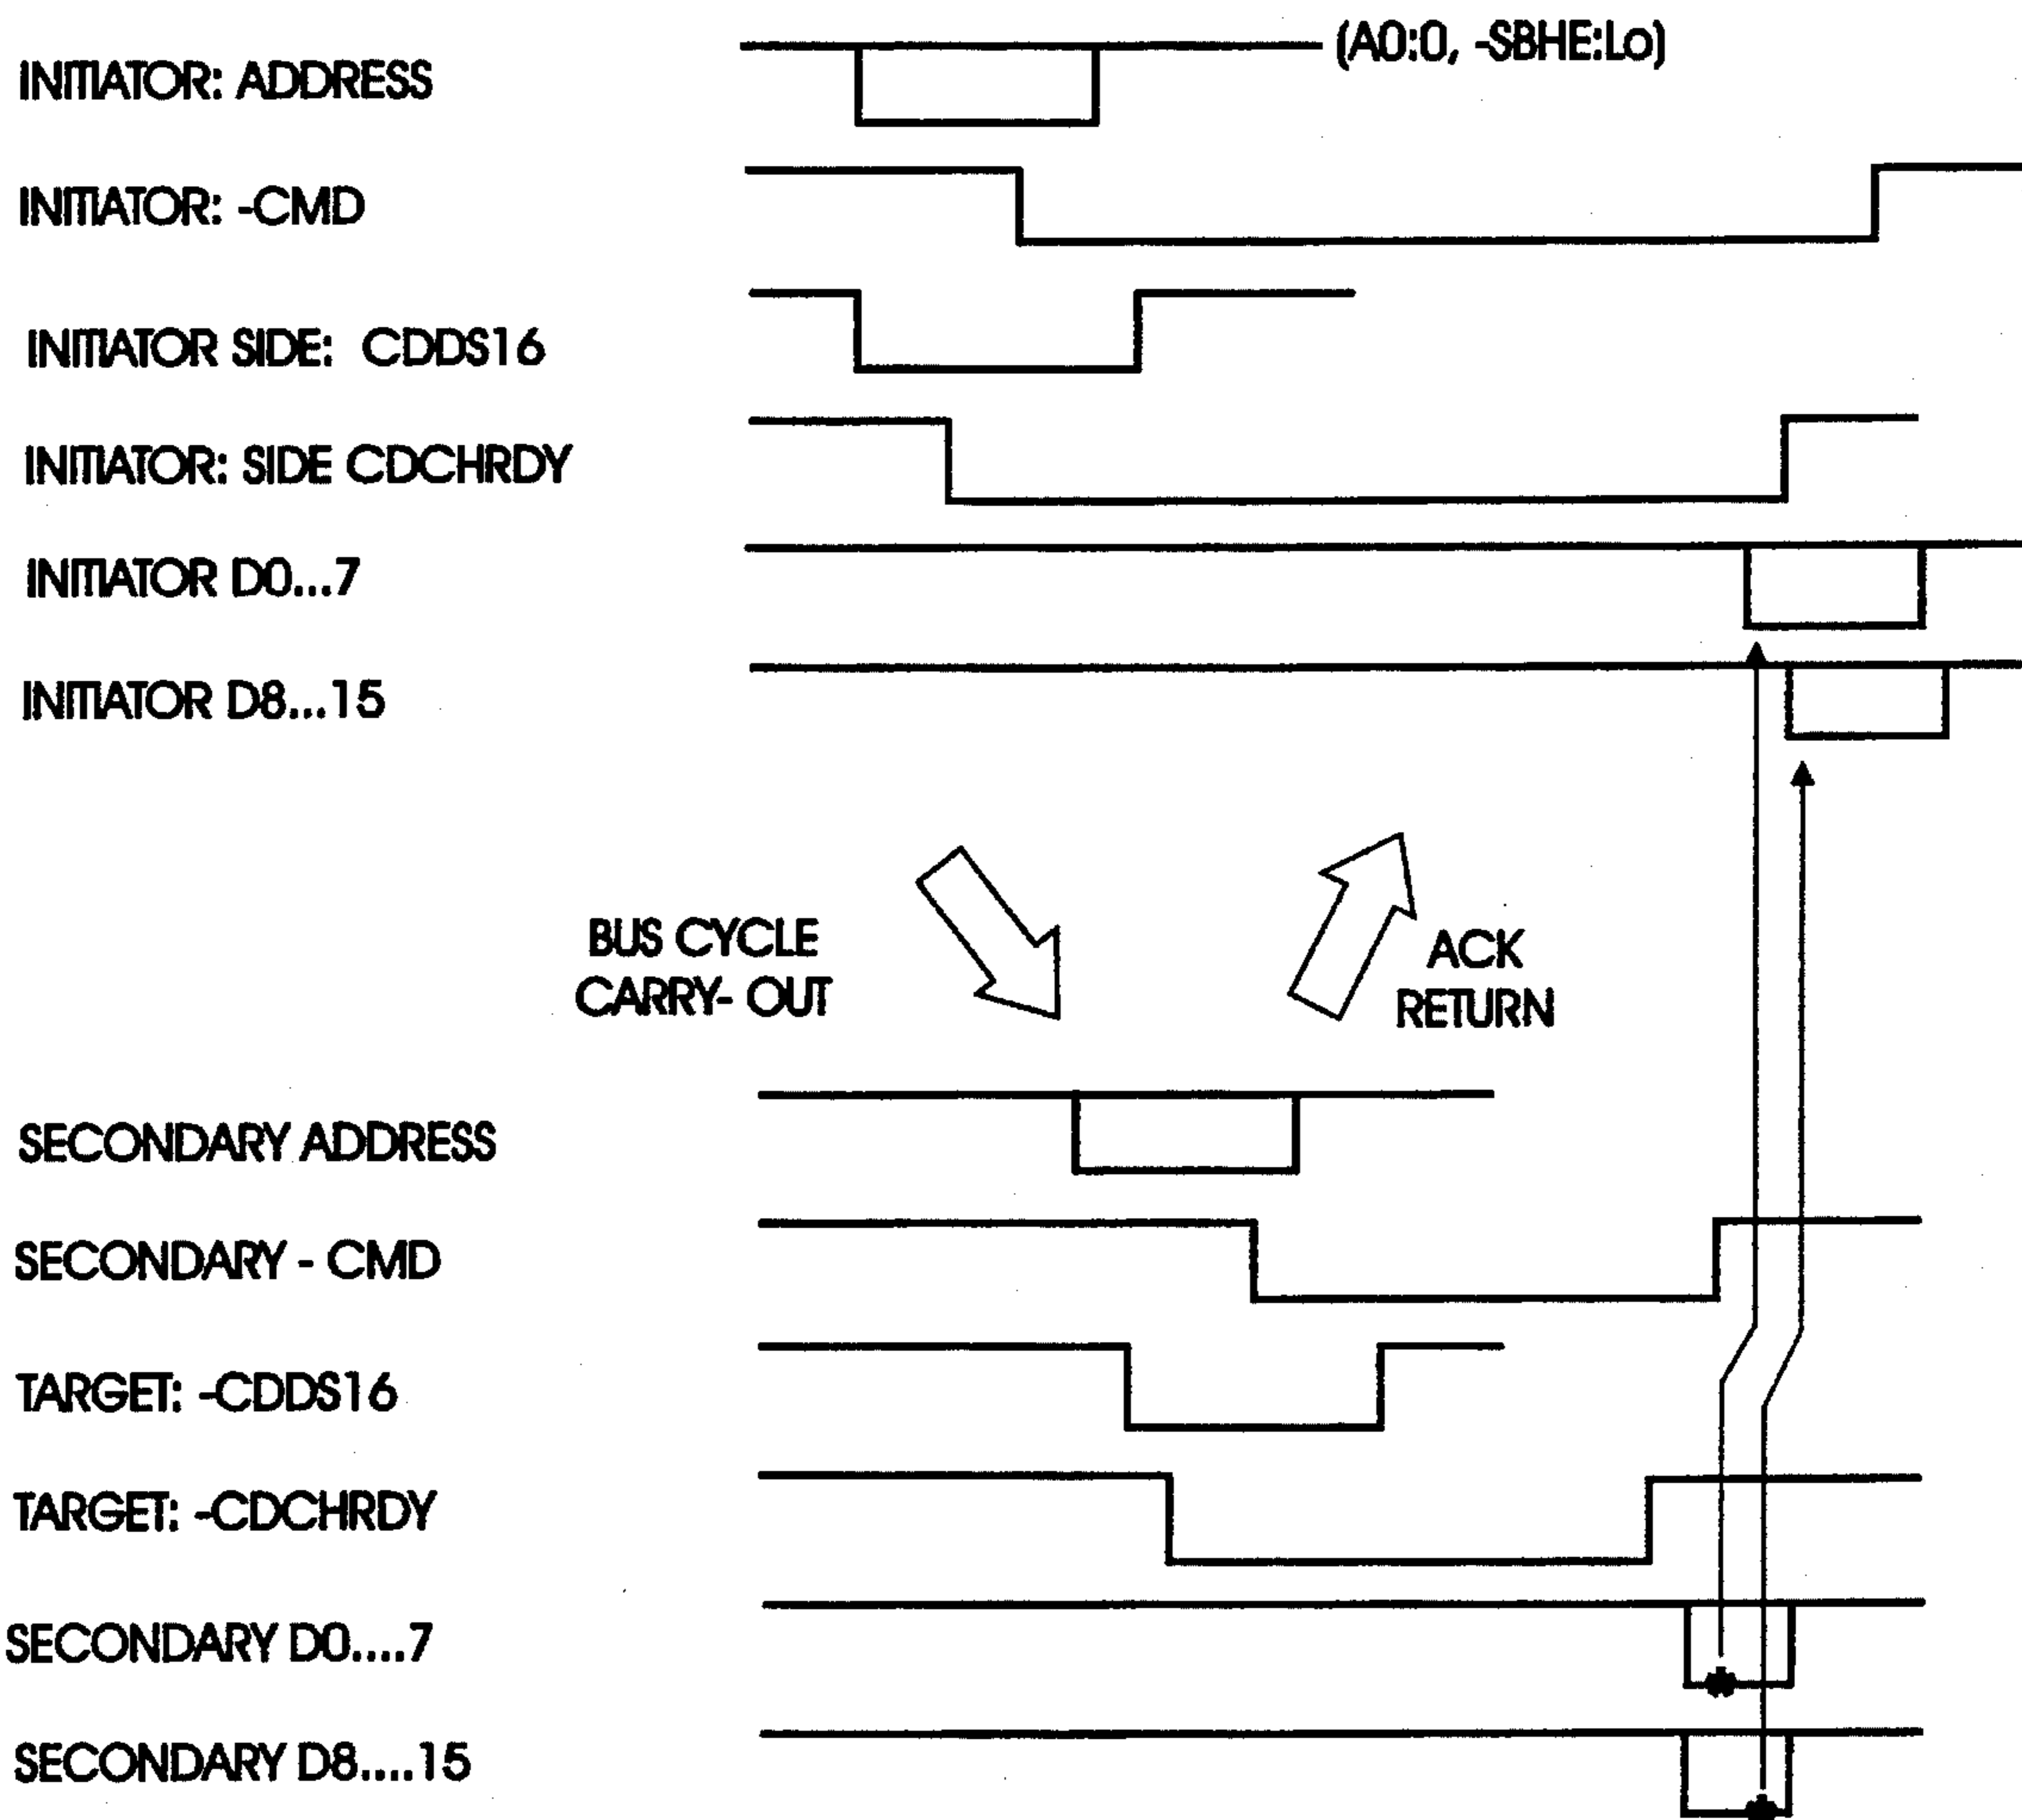 (A0:0, -SBHE:Lo)
INITIATOR: ADDRESS
INITIATOR: -CMD
INITIATOR SIDE: CDDS16
INITIATOR: SIDE CDCHRDY
INITIATOR D0...7
INITIATOR D8...15
BUS CYCLE
CARRY- OUT
ACK
RETURN
SECONDARY ADDRESS
SECONDARY - CMD
TARGET: -CDDS16
TARGET: -CDCHRDY
SECONDARY D0....7
SECONDARY D8....15